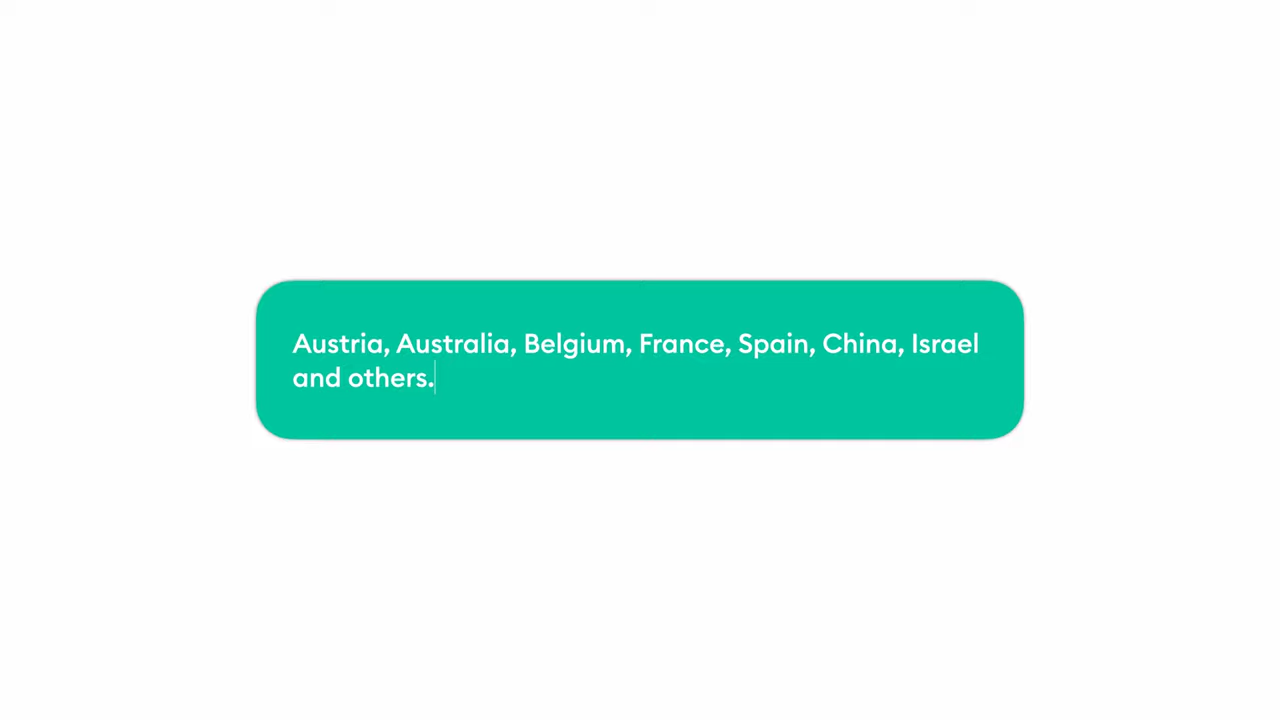 Austria, Australia, Belgium, France, Spain, China, Israel
and others.